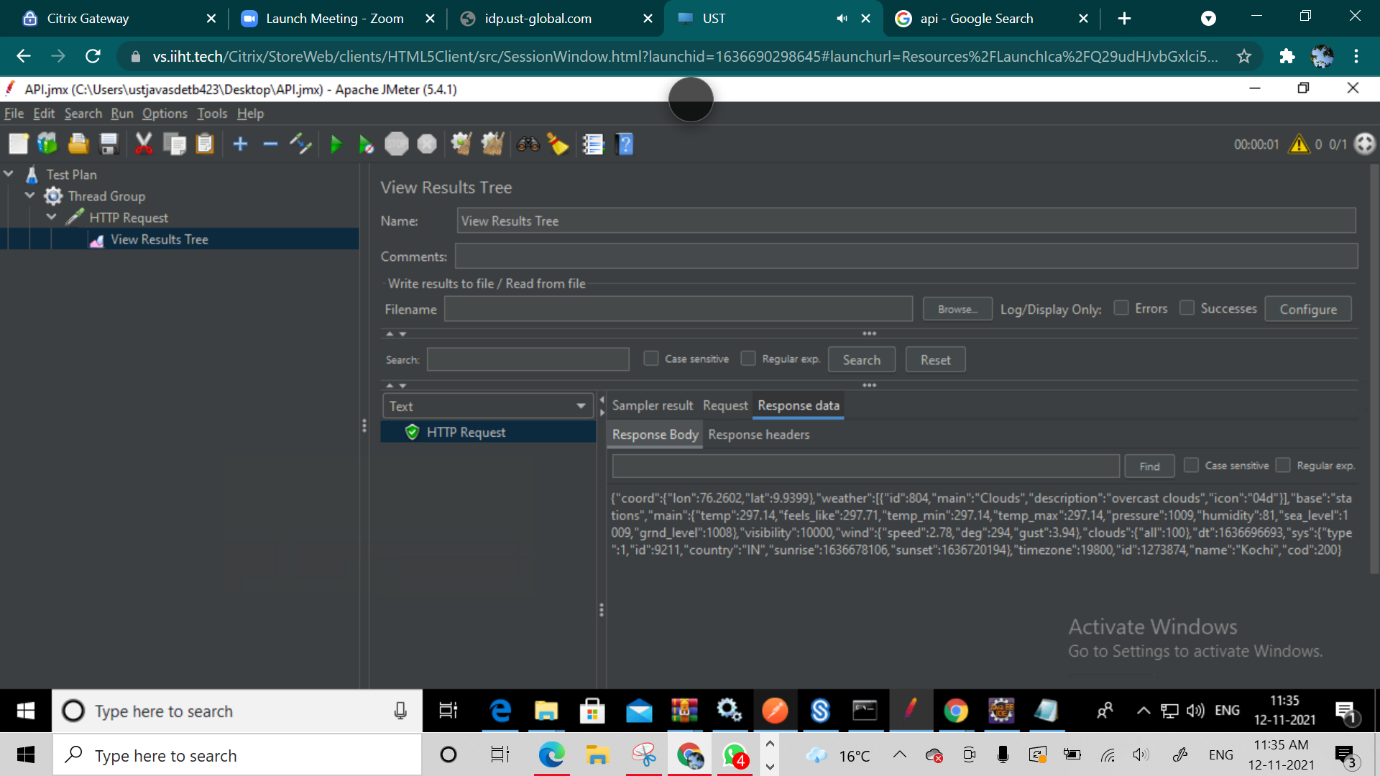 Citrix Gateway
Launch Meeting - Zoom
idp.ust-global.com
UST
api - Google Search
vs.iiht.tech/Citrix/StoreWeb/clients/HTML5Client/src/SessionWindow.html?launchid=1636690298645#launchurl=Resources%2FLaunchIca%2FQ29udHJvbGxlci5...
API.jmx (C:\Users\ustjavasdetb423\Desktop\API.jmx) - Apache JMeter (5.4.1)
File Edit Search Run Options Tools Help
00:00:01 0 0/1
Test Plan
Thread Group
HTTP Request
View Results Tree
View Results Tree
Name: View Results Tree
Comments:
Write results to file / Read from file
Filename Browse... Log/Display Only: Errors Successes Configure
Search: Case sensitive Regular exp. Search Reset
Text
HTTP Request
Sampler result Request Response data
Response Body Response headers
Find Case sensitive Regular exp.
{"coord":{"lon":76.2602,"lat":9.9399},"weather":[{"id":804,"main":"Clouds","description":"overcast clouds","icon":"04d"}],"base":"sta
tions","main":{"temp":297.14,"feels_like":297.71,"temp_min":297.14,"temp_max":297.14,"pressure":1009,"humidity":81,"sea_level":1
009,"grnd_level":1008},"visibility":10000,"wind":{"speed":2.78,"deg":294,"gust":3.94},"clouds":{"all":100},"dt":1636696693,"sys":{"type
":1,"id":9211,"country":"IN","sunrise":1636678106,"sunset":1636720194},"timezone":19800,"id":1273874,"name":"Kochi","cod":200}
Activate Windows
Go to Settings to activate Windows.
Type here to search
ENG
11:35
12-11-2021
1
Type here to search
4
16°C
ENG
11:35 AM
12-11-2021
3